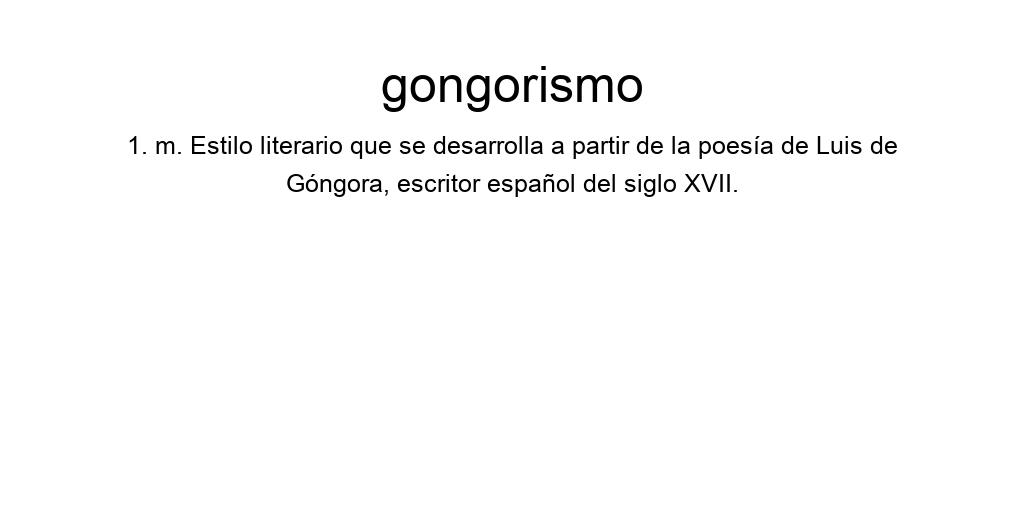 gongorismo
1. m. Estilo literario que se desarrolla a partir de la poesía de Luis de
Góngora, escritor español del siglo XVII.